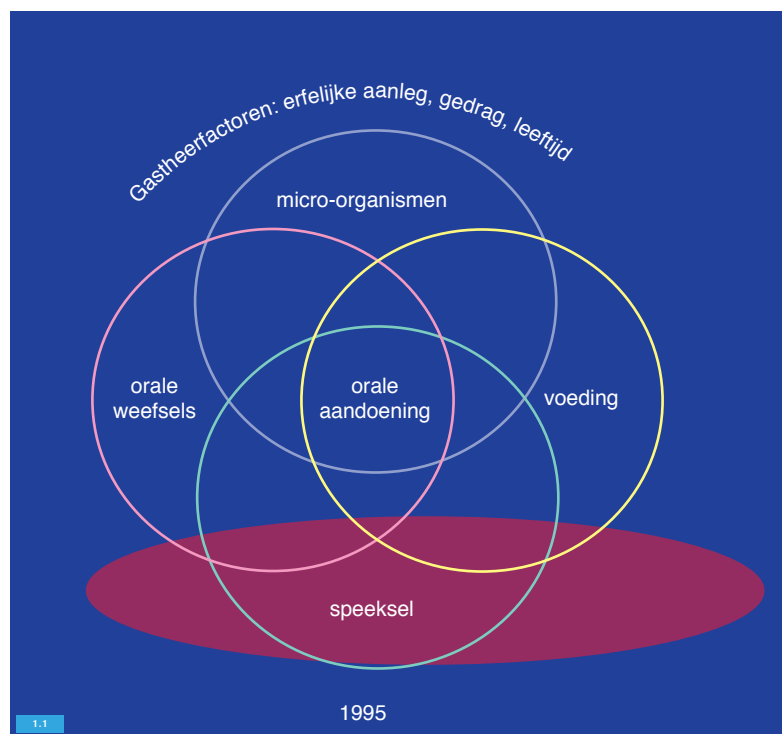 Gastheerfactoren: erfelijke aanleg, gedrag, leeftijd
micro-organismen
orale
weefsels
orale
aandoening
voeding
speeksel
1995
1.1